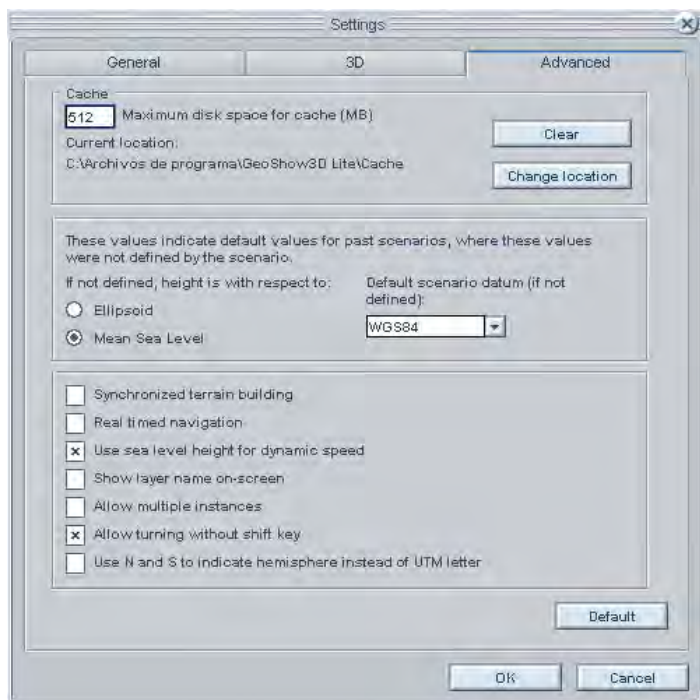 Settings
General 3D Advanced
Cache
512 Maximum disk space for cache (MB)
Clear
Current location:
C:\Archivos de programa\GeoShow3D Lite\Cache
Change location
These values indicate default values for past scenarios, where these values
were not defined by the scenario.
If not defined, height is with respect to:
Ellipsoid
Mean Sea Level
Default scenario datum (if not
defined):
WGS84
Synchronized terrain building
Real timed navigation
Use sea level height for dynamic speed
Show layer name on-screen
Allow multiple instances
Allow turning without shift key
Use N and S to indicate hemisphere instead of UTM letter
Default
OK Cancel